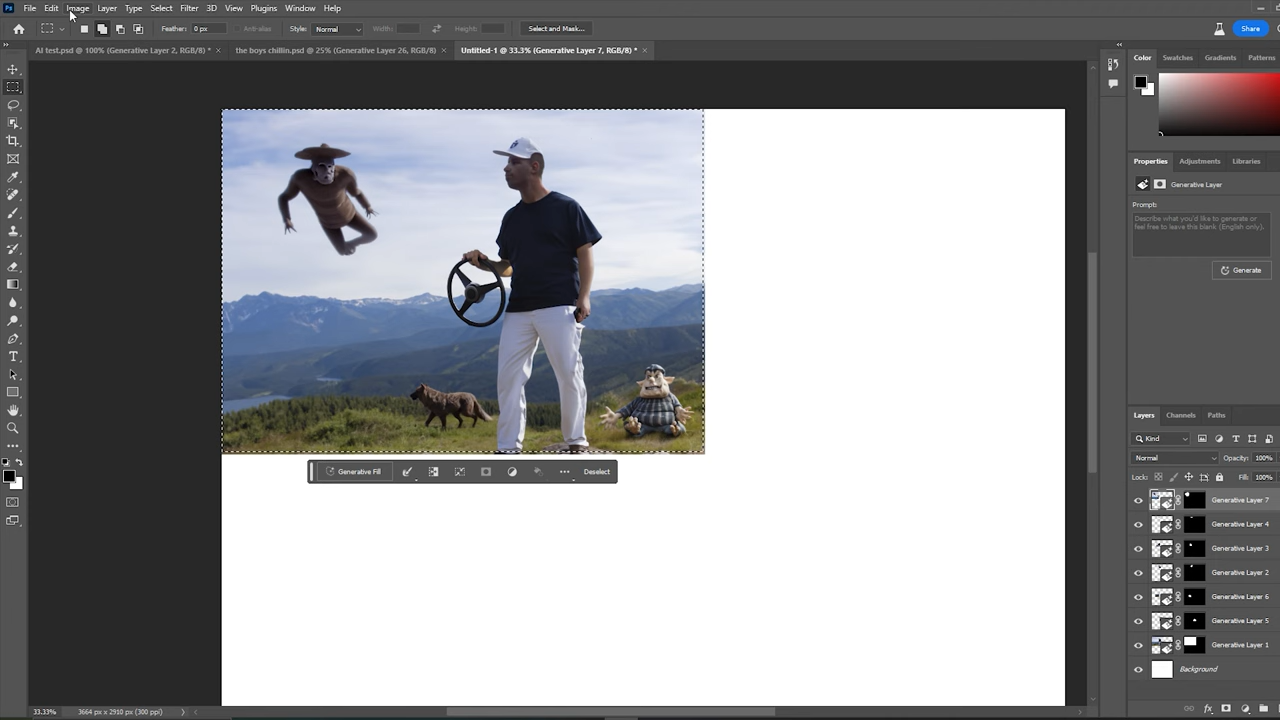 Ps File Edit Image Layer Type Select Filter 3D View Plugins Window Help
Feather: 0 px Anti-alias Style: Normal Width: Height: Select and Mask... Share
AI test.psd @ 100% (Generative Layer 2, RGB/8) * × the boys chillin.psd @ 25% (Generative Layer 26, RGB/8) × Untitled-1 @ 33.3% (Generative Layer 7, RGB/8) * ×
Color Swatches Gradients Patterns
Properties Adjustments Libraries
Generative Layer
Prompt:
Describe what you'd like to generate or
feel free to leave this blank (English only).
Generate
Generative Fill Deselect
Layers Channels Paths
Kind
Normal Opacity: 100%
Lock: Fill: 100%
Generative Layer 7
Generative Layer 4
Generative Layer 3
Generative Layer 2
Generative Layer 6
Generative Layer 5
Generative Layer 1
Background
33.33% 3664 px x 2910 px (300 ppi)